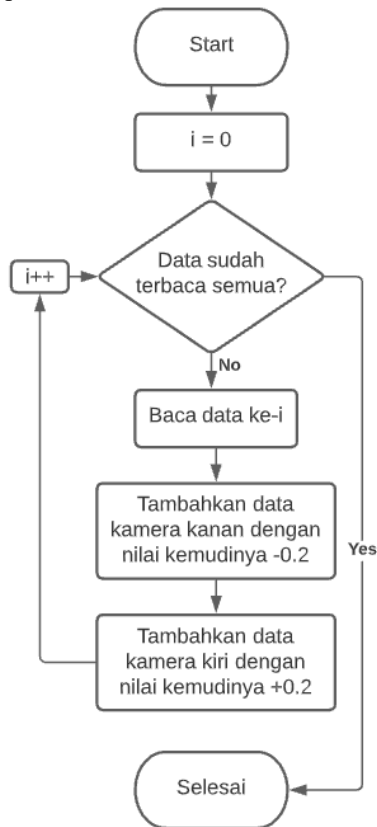 Start
i = 0
Data sudah
terbaca semua?
i++
No
Baca data ke-i
Tambahkan data
kamera kanan dengan
nilai kemudinya -0.2
Yes
Tambahkan data
kamera kiri dengan
nilai kemudinya +0.2
Selesai